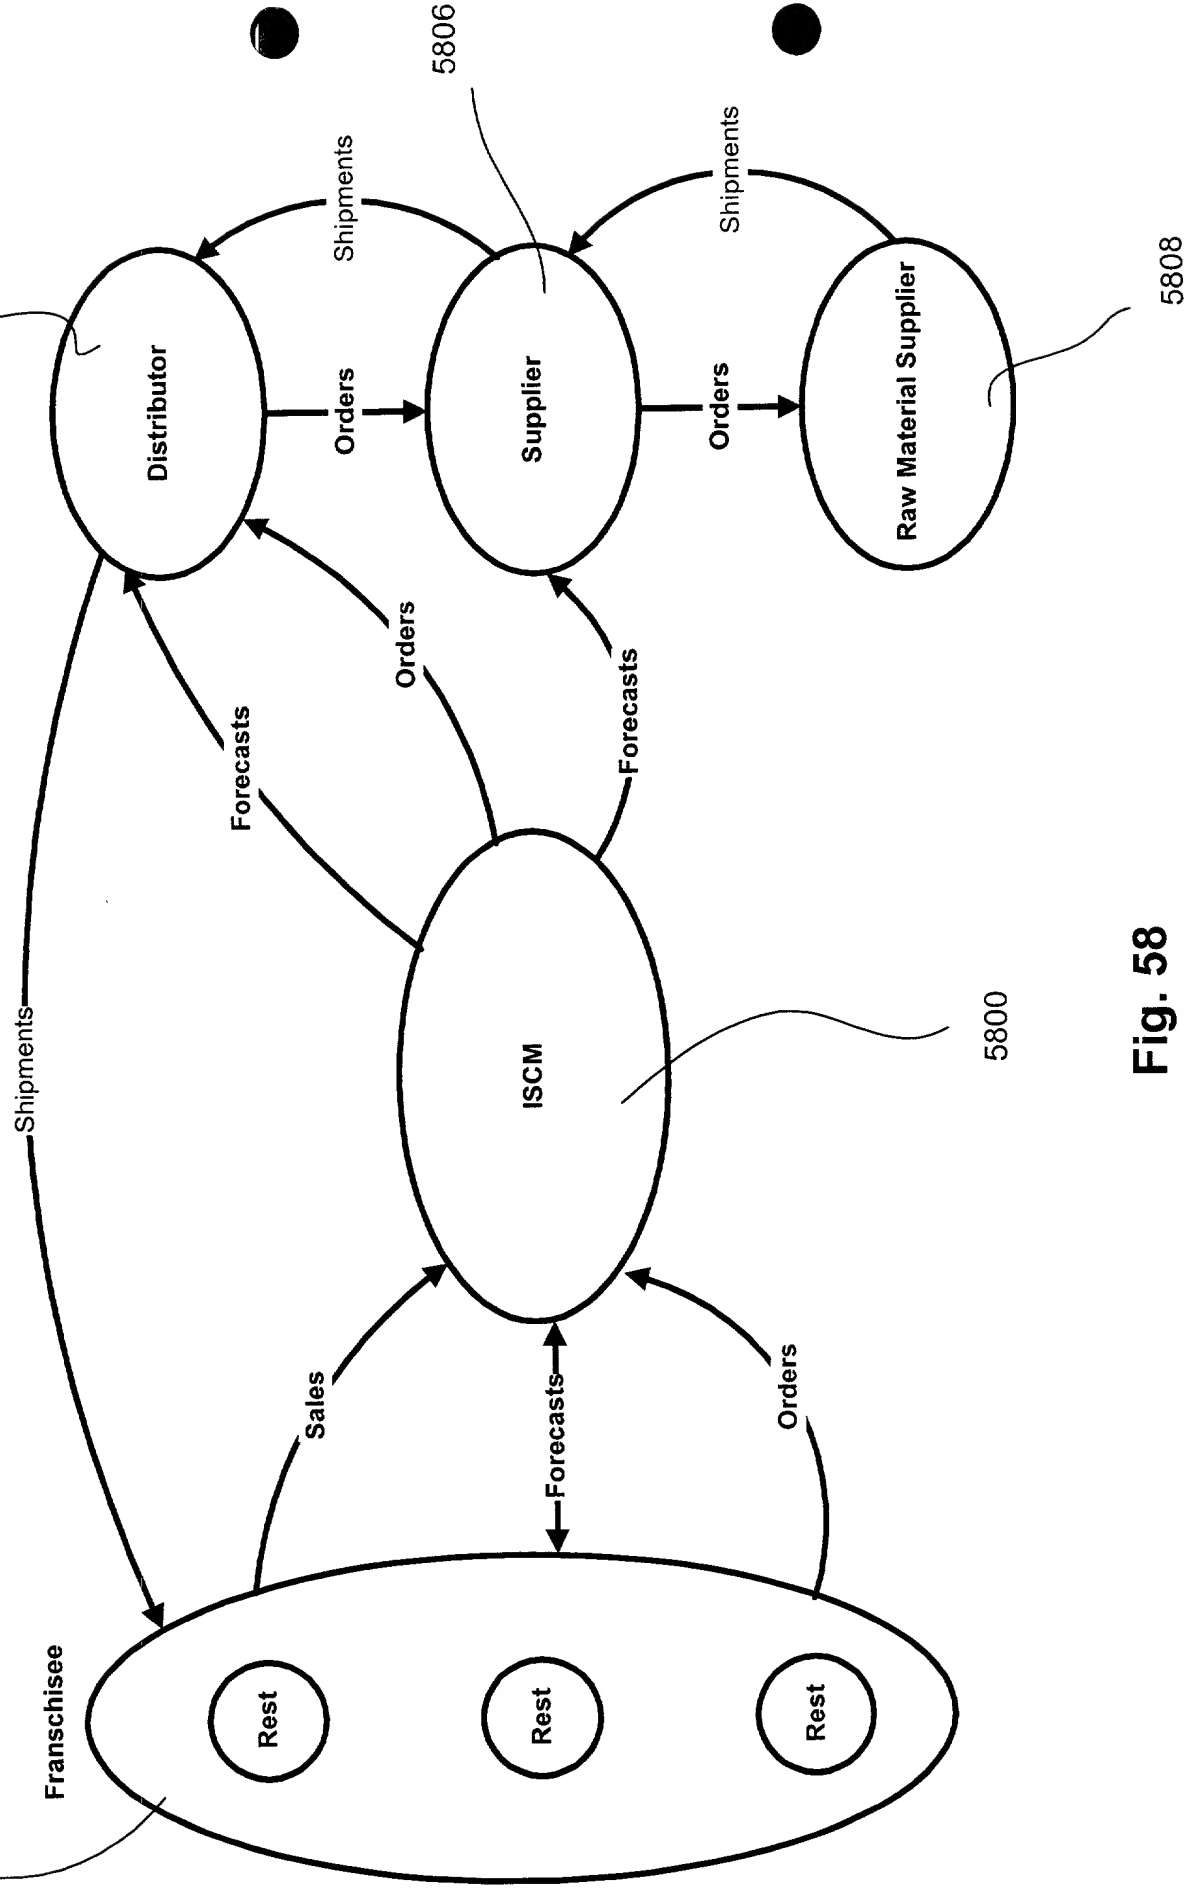 Franschisee
Shipments
Rest
Rest
Rest
Sales
Forecasts
Orders
ISCM
5800
Forecasts
Orders
Forecasts
Distributor
Orders
Shipments
Supplier
5806
Orders
Shipments
Raw Material Supplier
5808
Fig. 58